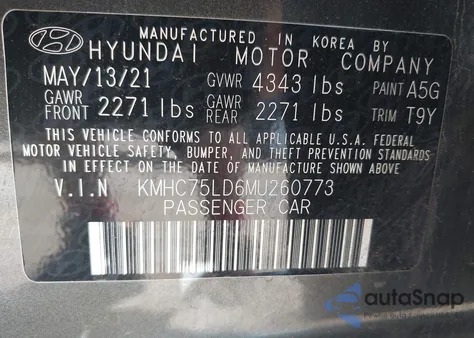 MANUFACTURED IN KOREA BY
HYUNDAI MOTOR COMPANY
MAY/13/21 GVWR 4343 lbs PAINT A5G
GAWR FRONT 2271 lbs GAWR REAR 2271 lbs TRIM T9Y
THIS VEHICLE CONFORMS TO ALL APPLICABLE U.S.A. FEDERAL
MOTOR VEHICLE SAFETY, BUMPER, AND THEFT PREVENTION STANDARDS
IN EFFECT ON THE DATE OF MANUFACTURE SHOWN ABOVE.
V.I.N KMHC75LD6MU260773
PASSENGER CAR
autoSnap